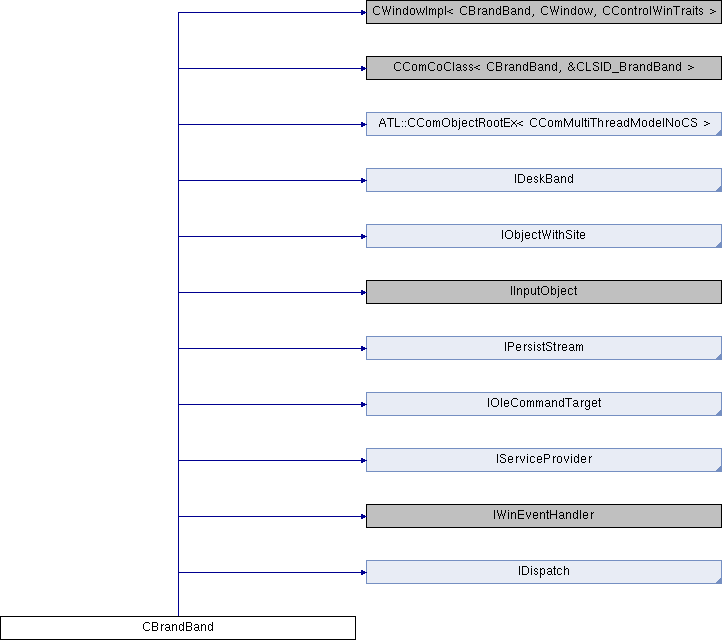 CWindowImpl< CBrandBand, CWindow, CControlWinTraits >
CComCoClass< CBrandBand, &CLSID_BrandBand >
ATL::CComObjectRootEx< CComMultiThreadModelNoCS >
IDeskBand
IObjectWithSite
IInputObject
IPersistStream
IOleCommandTarget
IServiceProvider
IWinEventHandler
IDispatch
CBrandBand